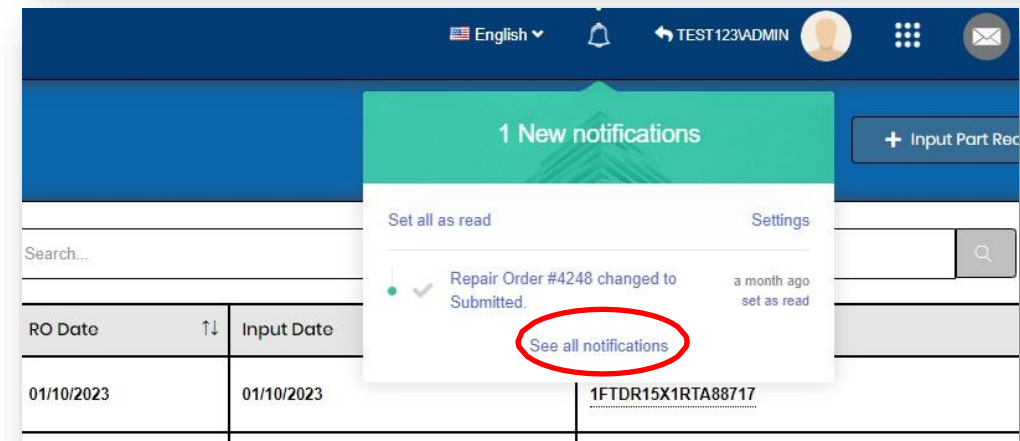 English
TEST123\ADMIN
1 New notifications
+ Input Part Rec
Set all as read
Settings
Search...
Repair Order #4248 changed to
Submitted.
a month ago
set as read
See all notifications
RO Date
Input Date
01/10/2023
01/10/2023
1FTDR15X1RTA88717